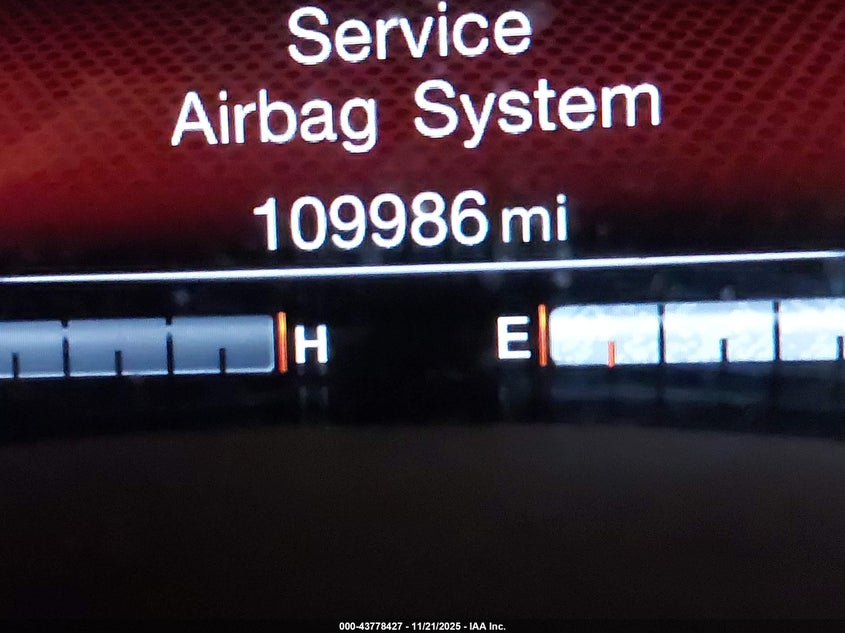 Service
Airbag System
109986 mi
H E
000-43778427 - 11/21/2025 - IAA Inc.